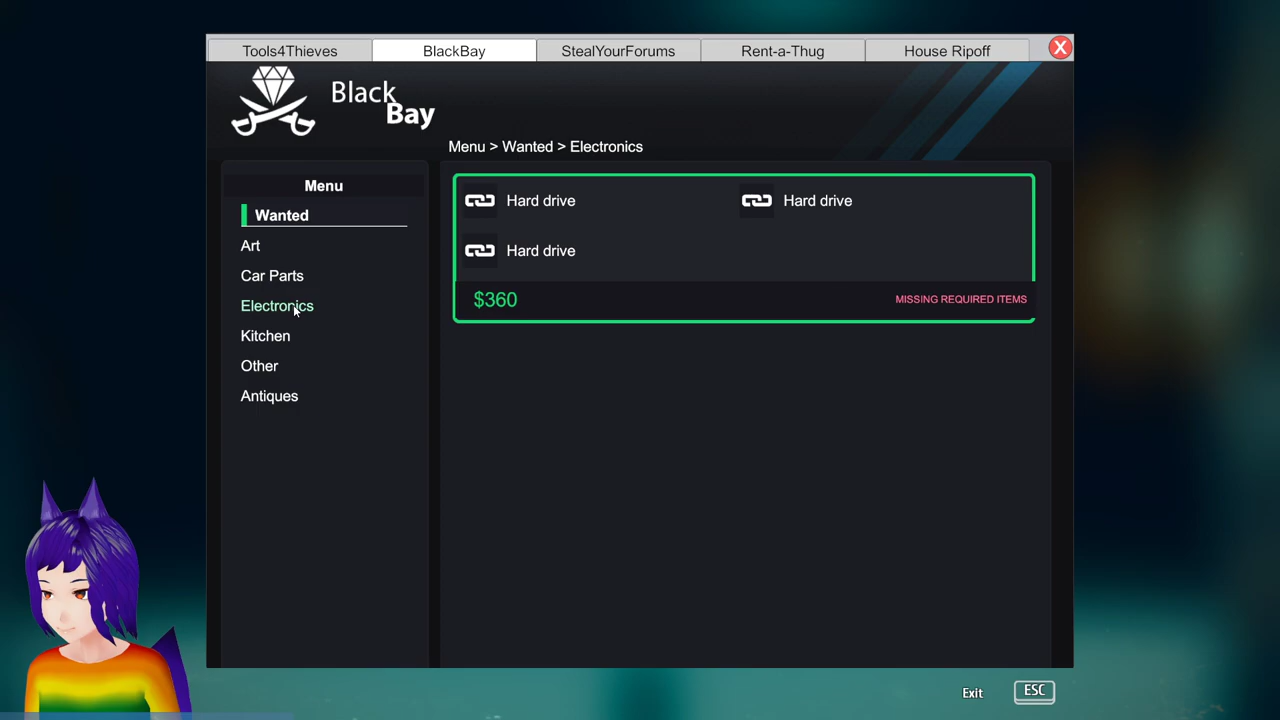 Tools4Thieves
BlackBay
StealYourForums
Rent-a-Thug
House Ripoff
X
Black
Bay
Menu > Wanted > Electronics
Menu
Wanted
Art
Car Parts
Electronics
Kitchen
Other
Antiques
Hard drive
Hard drive
Hard drive
$360
MISSING REQUIRED ITEMS
Exit
ESC